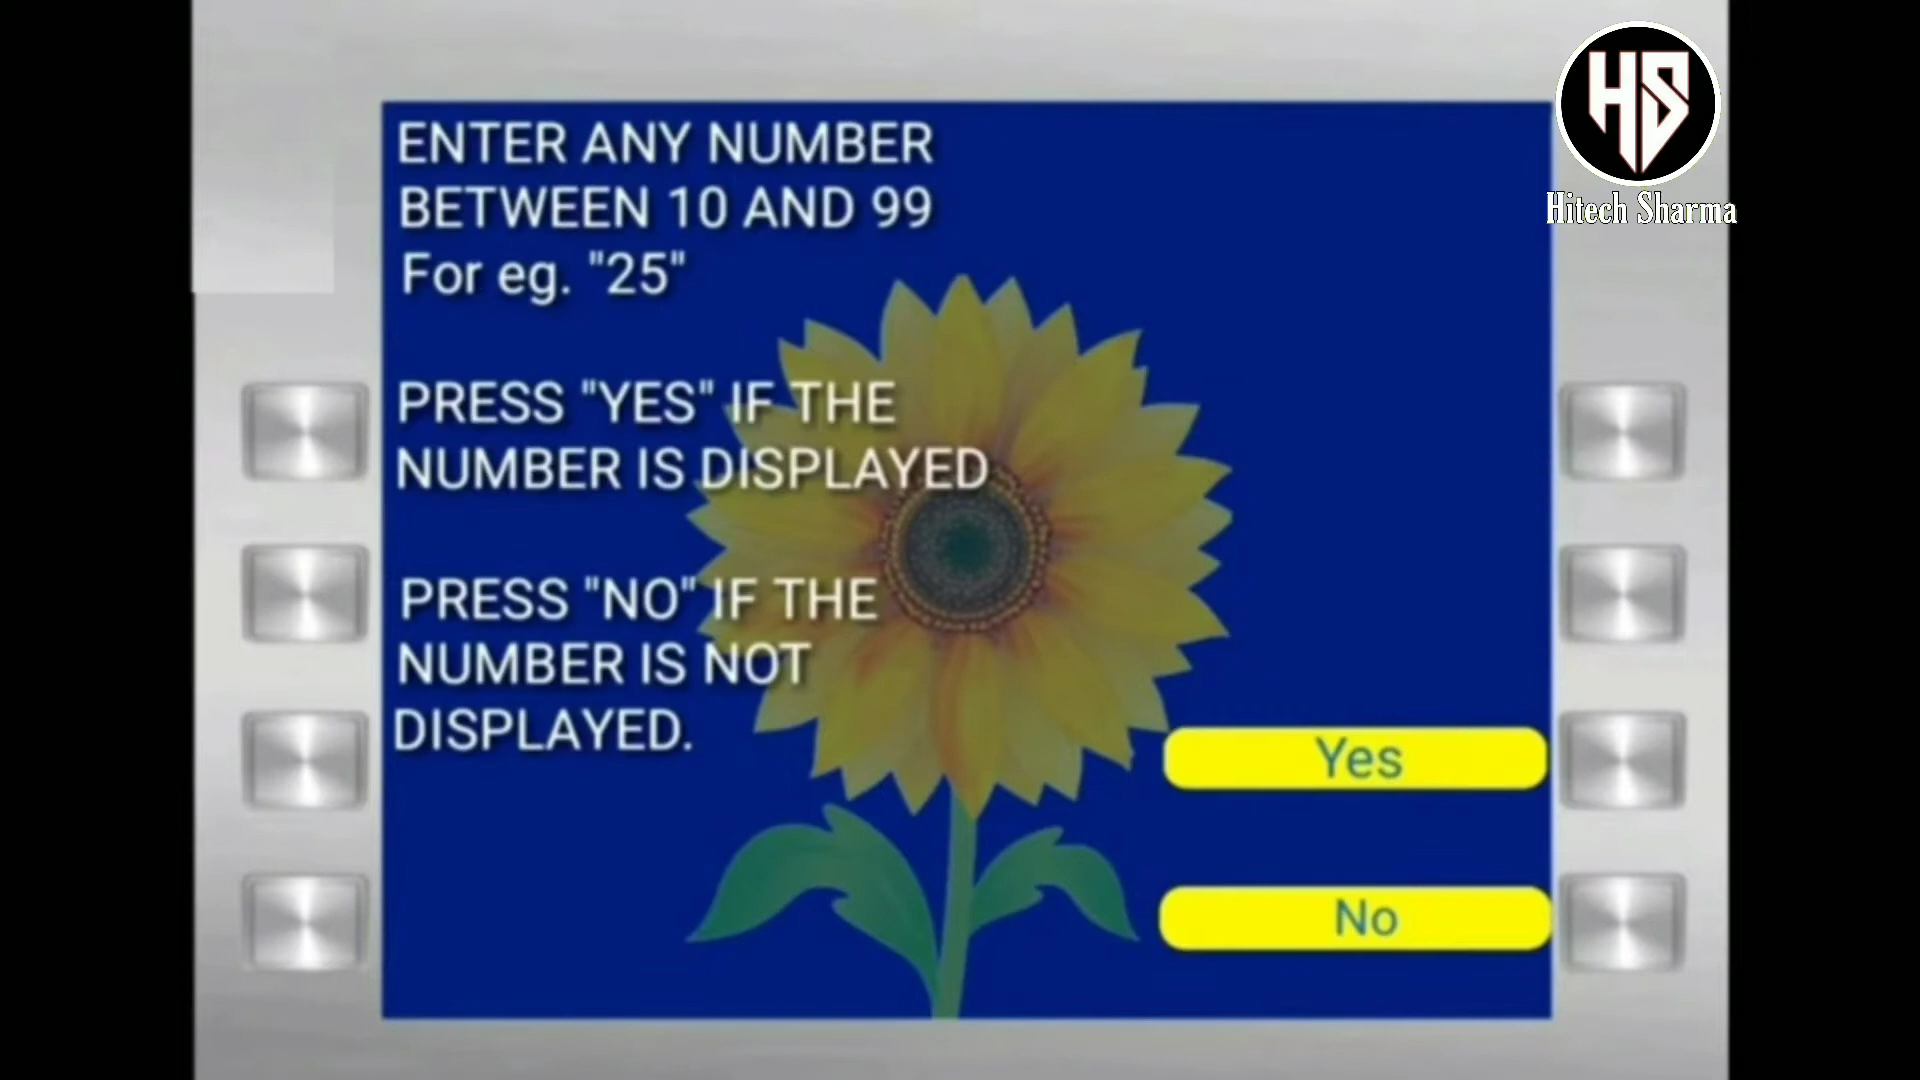 HS
Hitech Sharma
ENTER ANY NUMBER
BETWEEN 10 AND 99
For eg. "25"
PRESS "YES" IF THE
NUMBER IS DISPLAYED
PRESS "NO" IF THE
NUMBER IS NOT
DISPLAYED.
Yes
No